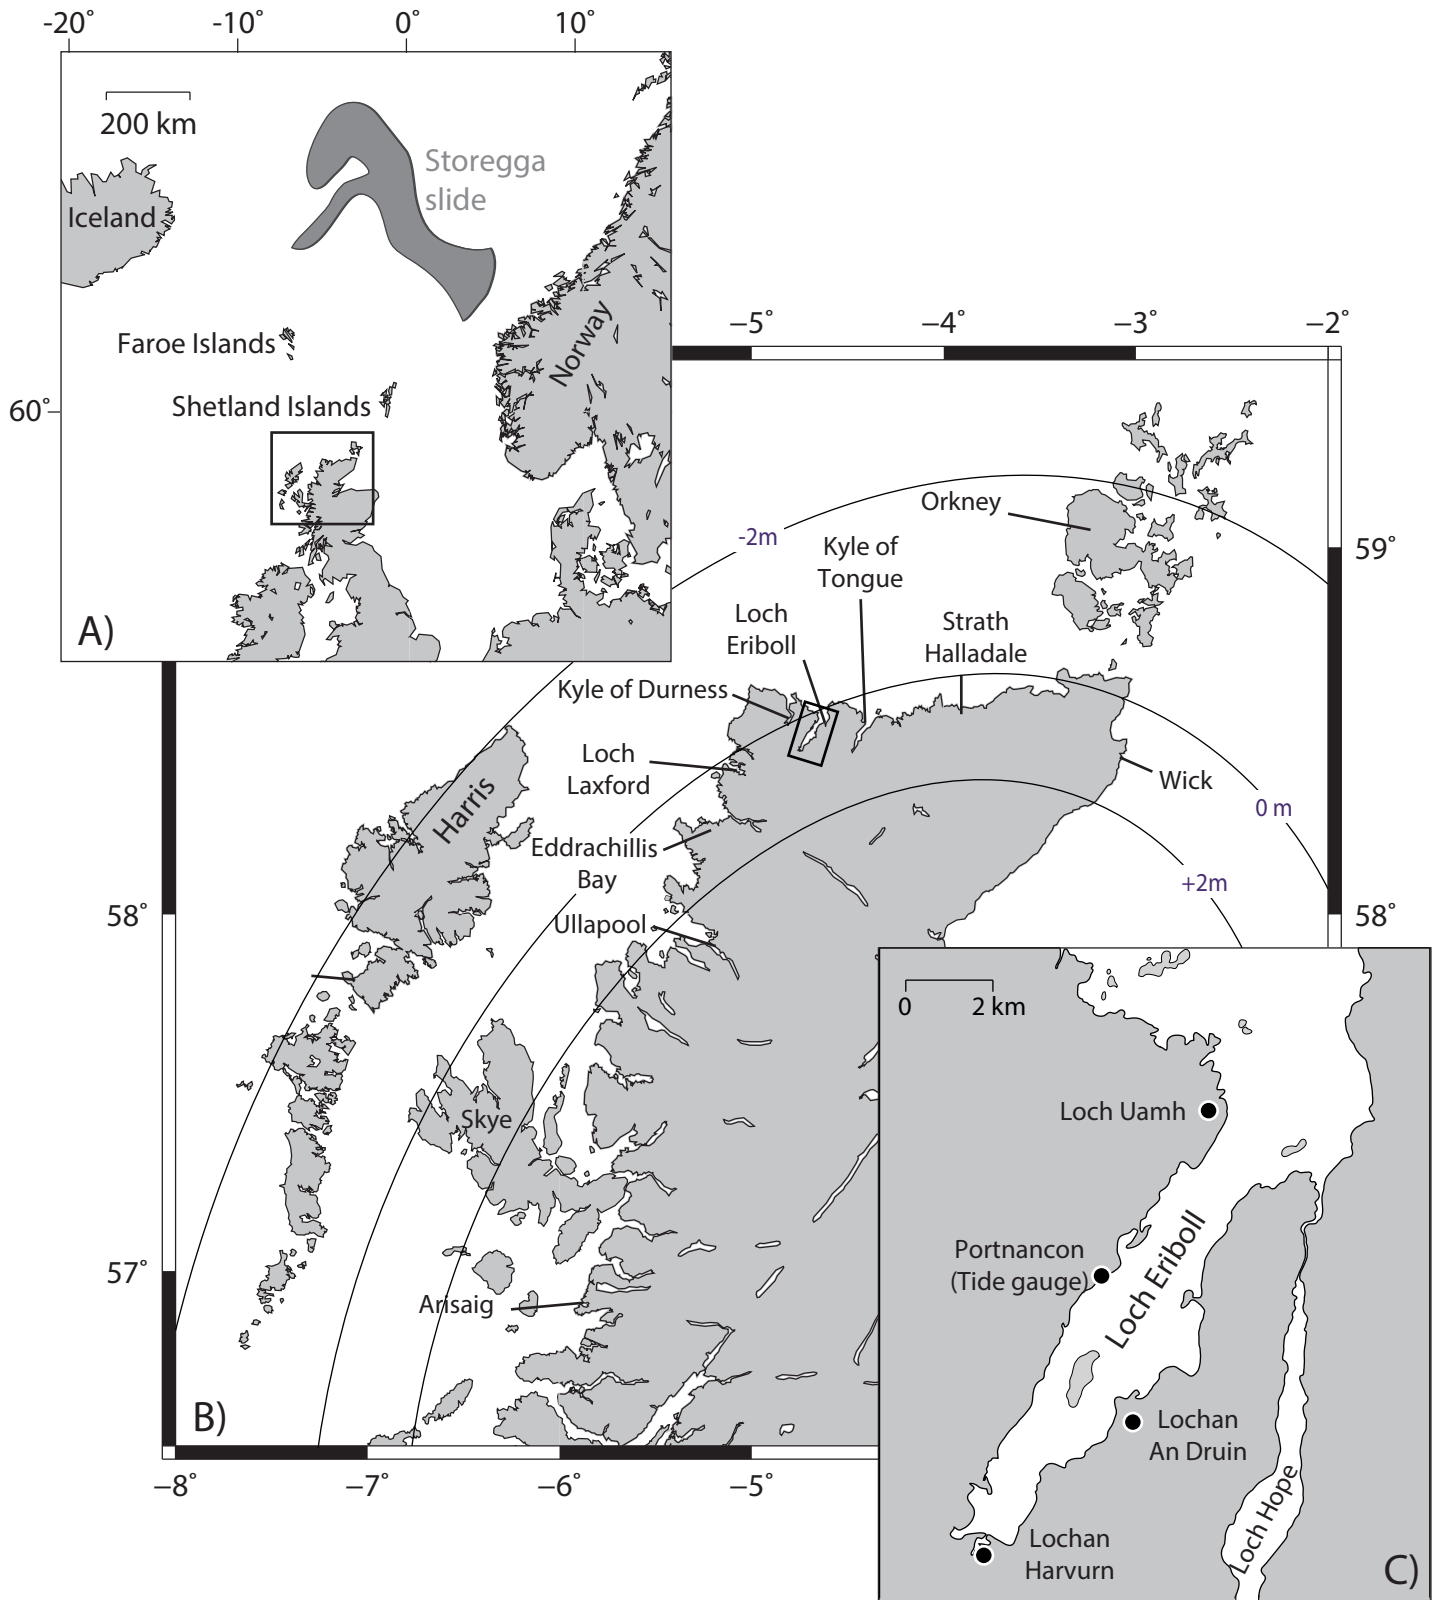 -20° -10° 0° 10°
200 km
Storegga
slide
Iceland
Norway
Faroe Islands
Shetland Islands
60°
A)
−5° −4° −3° −2°
Orkney
-2m
Kyle of
Tongue
59°
Loch
Eriboll
Strath
Halladale
Kyle of Durness
Loch
Laxford
Wick
Harris
0 m
Eddrachillis
Bay
+2m
58°
58°
Ullapool
Skye
57°
Arisaig
B)
−8° −7° −6° −5°
0 2 km
Loch Uamh
Portnancon
(Tide gauge)
Loch Eriboll
Lochan
An Druin
Loch Hope
Lochan
Harvurn
C)